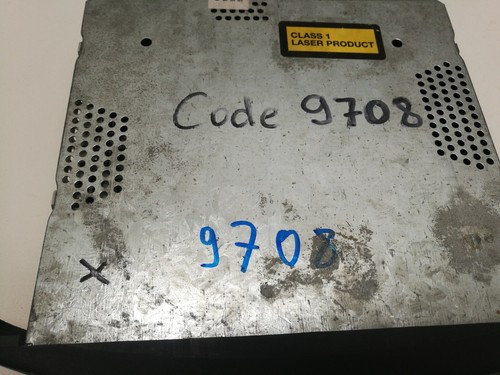 CLASS 1
LASER PRODUCT
Code 9708
9708
X